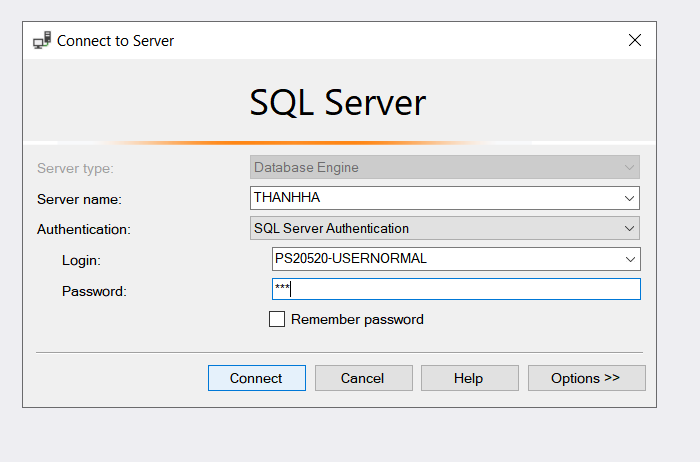 Connect to Server
SQL Server
Server type: Database Engine
Server name: THANHHA
Authentication: SQL Server Authentication
Login: PS20520-USERNORMAL
Password: ***
Remember password
Connect Cancel Help Options >>